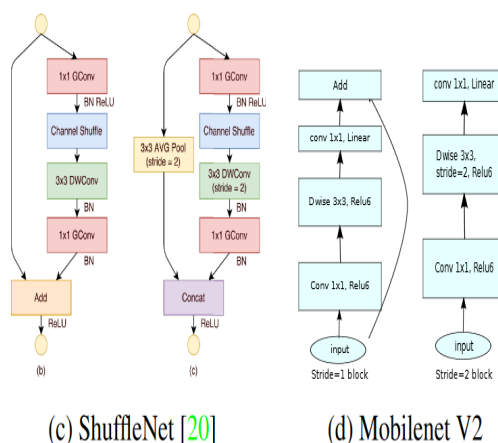 1x1 GConv
BN ReLU
Channel Shuffle
3x3 DWConv
BN
1x1 GConv
BN
Add
ReLU
(b)
3x3 AVG Pool
(stride = 2)
1x1 GConv
BN ReLU
Channel Shuffle
3x3 DWConv
(stride = 2)
BN
1x1 GConv
BN
Concat
ReLU
(c)
Add
conv 1x1, Linear
Dwise 3x3, Relu6
Conv 1x1, Relu6
input
Stride=1 block
conv 1x1, Linear
Dwise 3x3,
stride=2, Relu6
Conv 1x1, Relu6
input
Stride=2 block
(c) ShuffleNet [20]
(d) Mobilenet V2